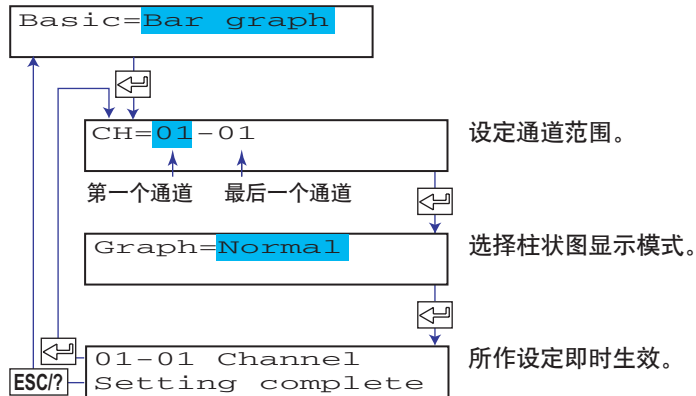 Basic=Bar graph
CH=01-01
设定通道范围。
第一个通道 最后一个通道
Graph=Normal
选择柱状图显示模式。
01-01 Channel
所作设定即时生效。
ESC/?
Setting complete